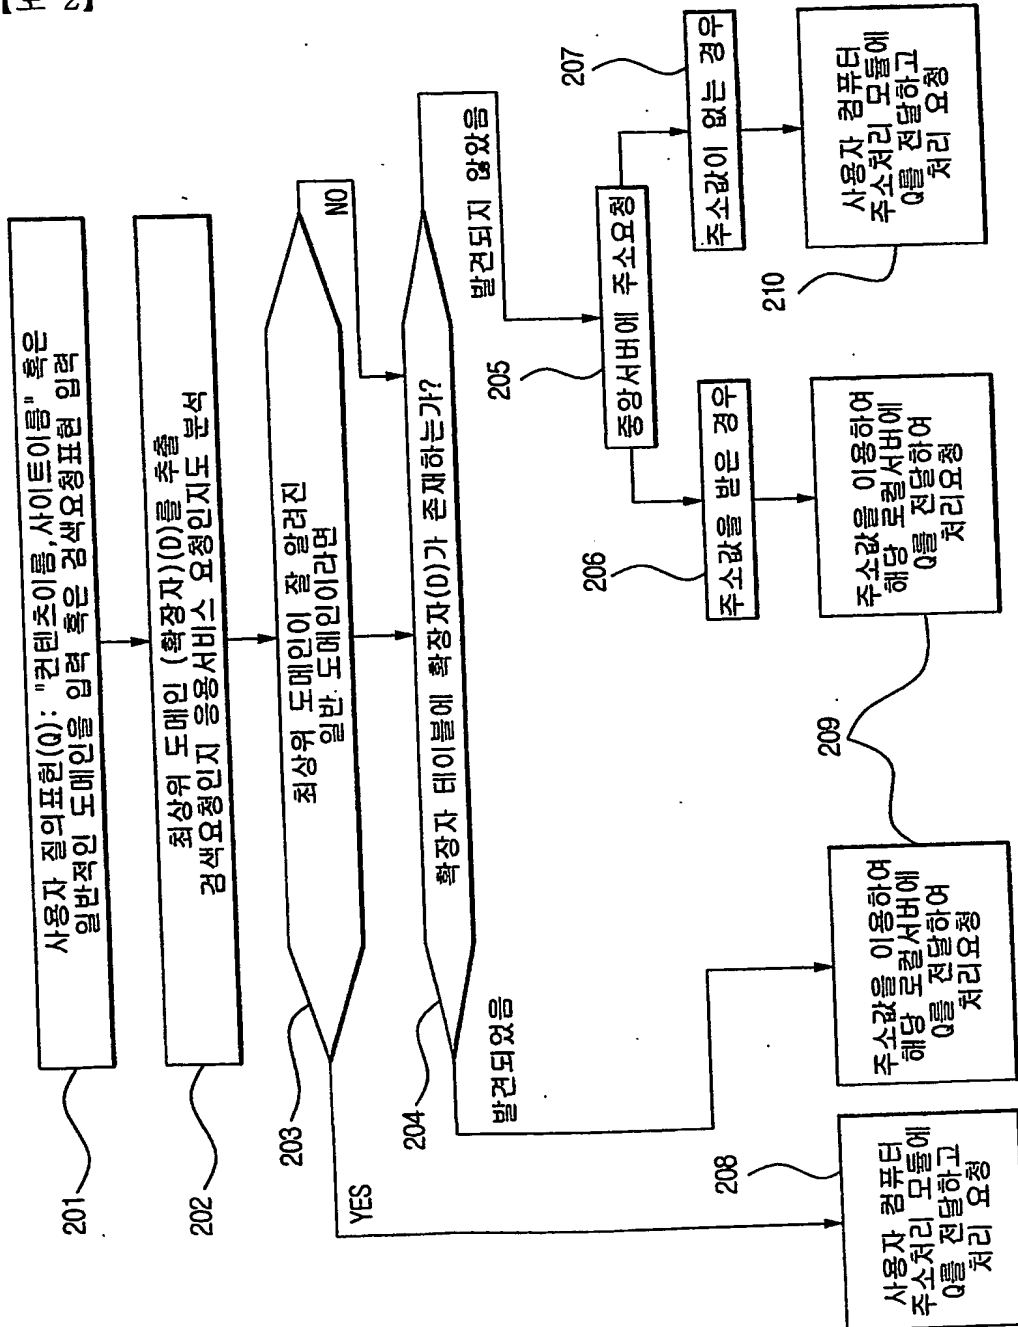 【도 2】
201
사용자 질의표현(Q): "컨텐츠이름,사이트이름" 혹은
일반적인 도메인을 입력 혹은 검색요청표현 입력
202
최상위 도메인 (확장자)(D)를 추출
검색요청인지 응용서비스 요청인지도 분석
203
최상위 도메인이 잘 알려진
일반 도메인이라면
YES
NO
204
확장자 테이블에 확장자(D)가 존재하는가?
발견되었음
발견되지 않았음
205
중앙서버에 주소요청
206
주소값을 받은 경우
207
주소값이 없는 경우
208
사용자 컴퓨터
주소처리 모듈에
Q를 전달하고
처리 요청
209
주소값을 이용하여
해당 로컬서버에
Q를 전달하여
처리요청
주소값을 이용하여
해당 로컬서버에
Q를 전달하여
처리요청
210
사용자 컴퓨터
주소처리 모듈에
Q를 전달하고
처리 요청